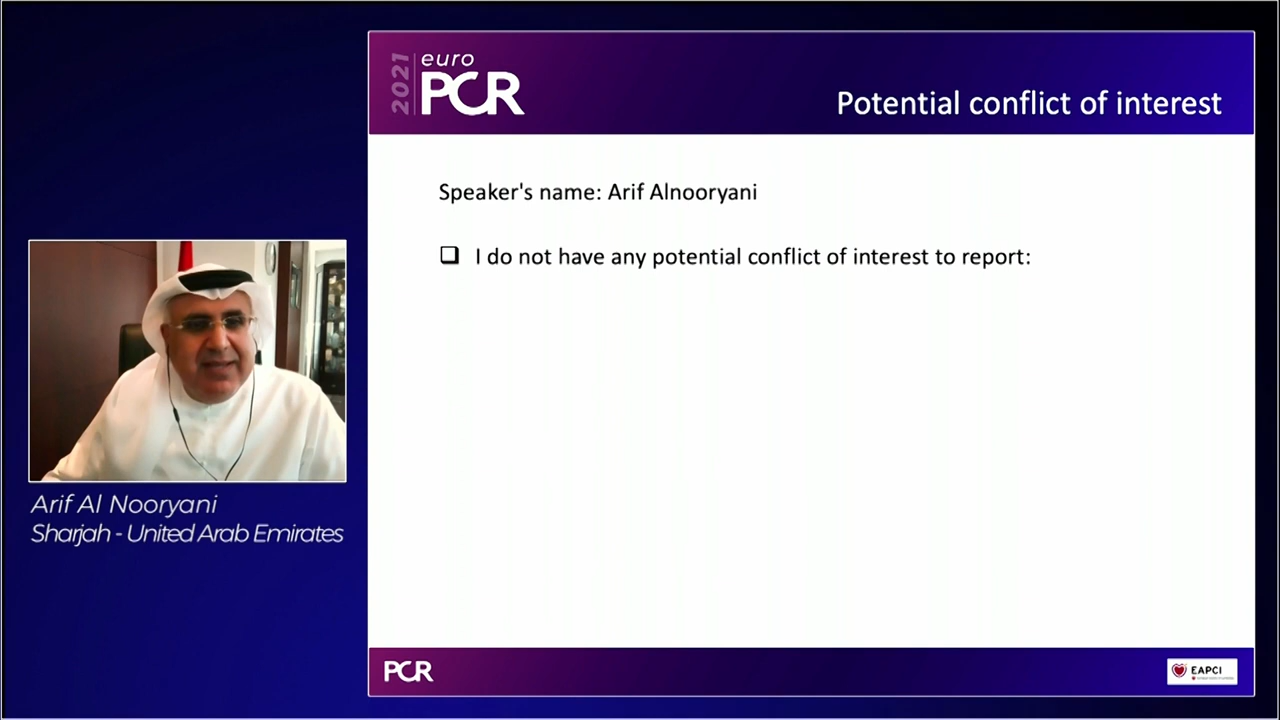 2021 euro
PCR
Potential conflict of interest
Speaker's name: Arif Alnooryani
I do not have any potential conflict of interest to report:
Arif Al Nooryani
Sharjah - United Arab Emirates
PCR
EAPCI